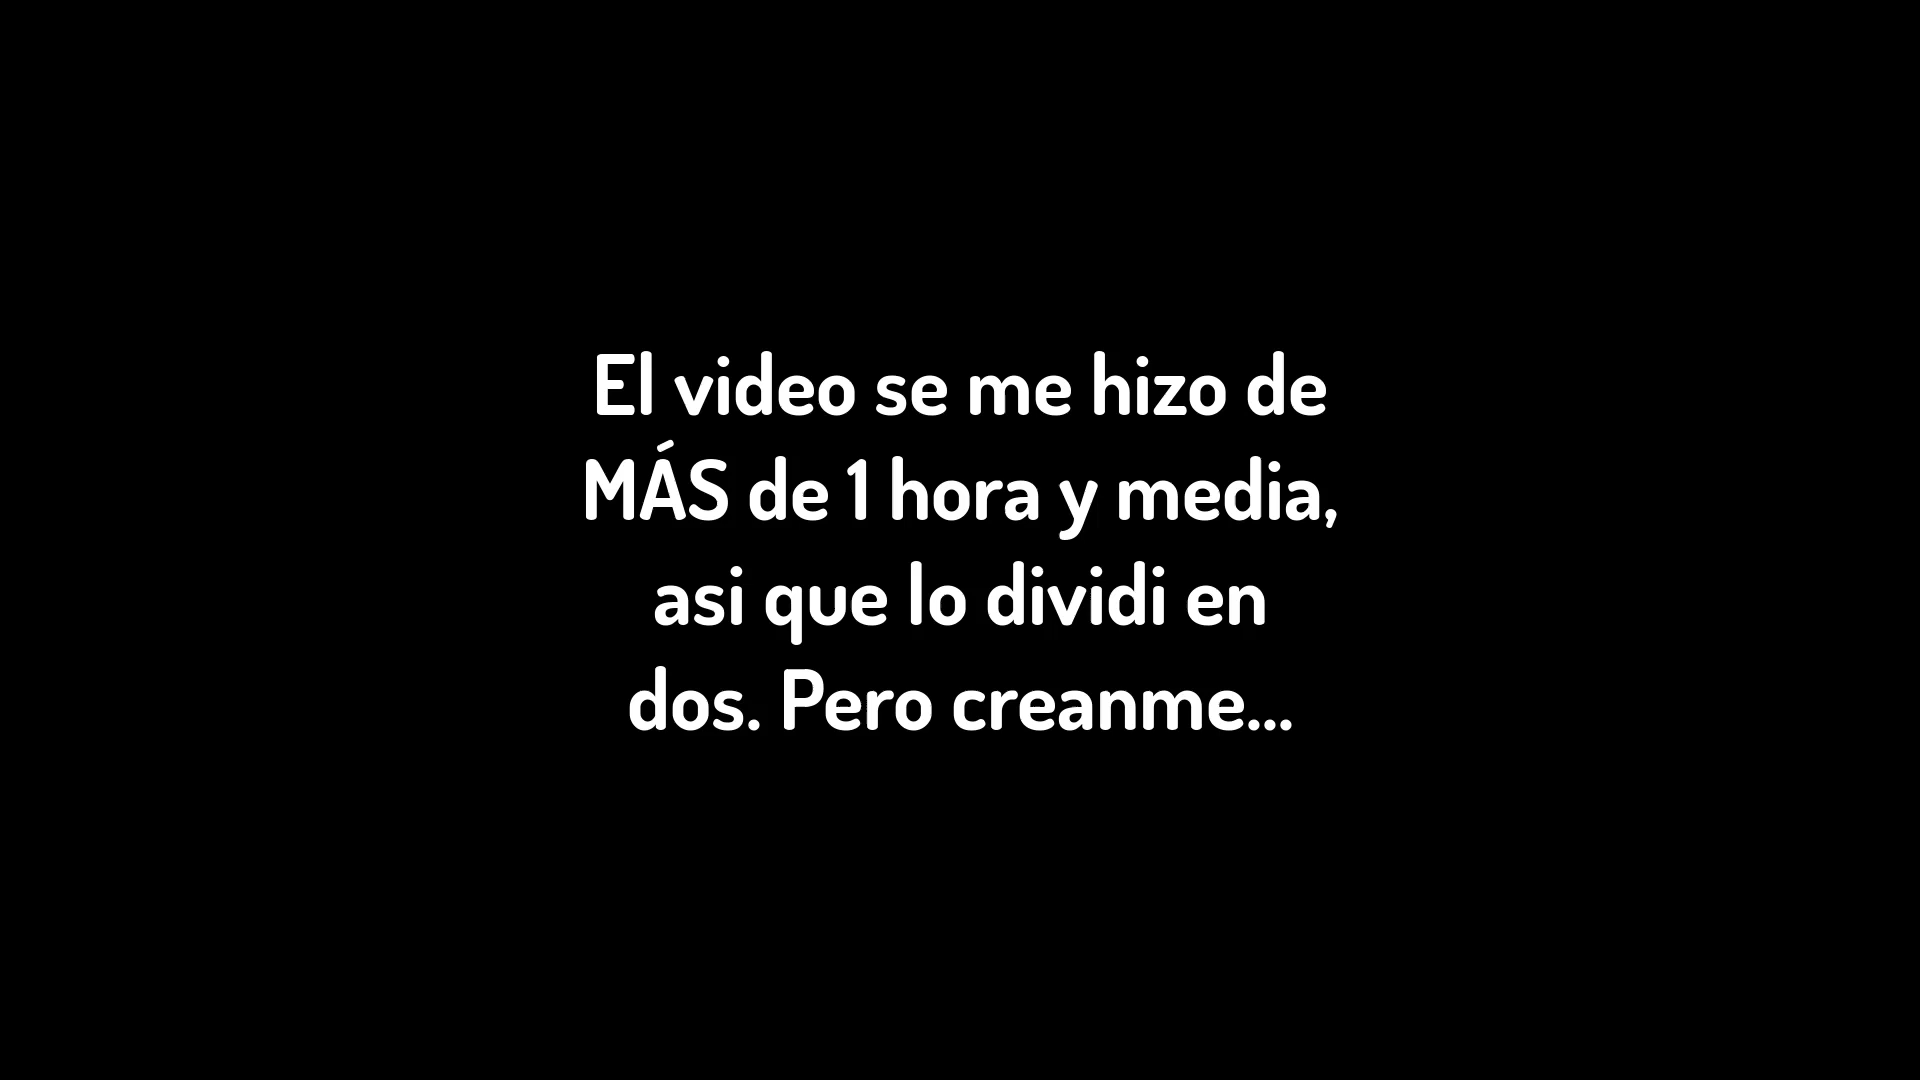 El video se me hizo de
MÁS de 1 hora y media,
asi que lo dividi en
dos. Pero creanme...